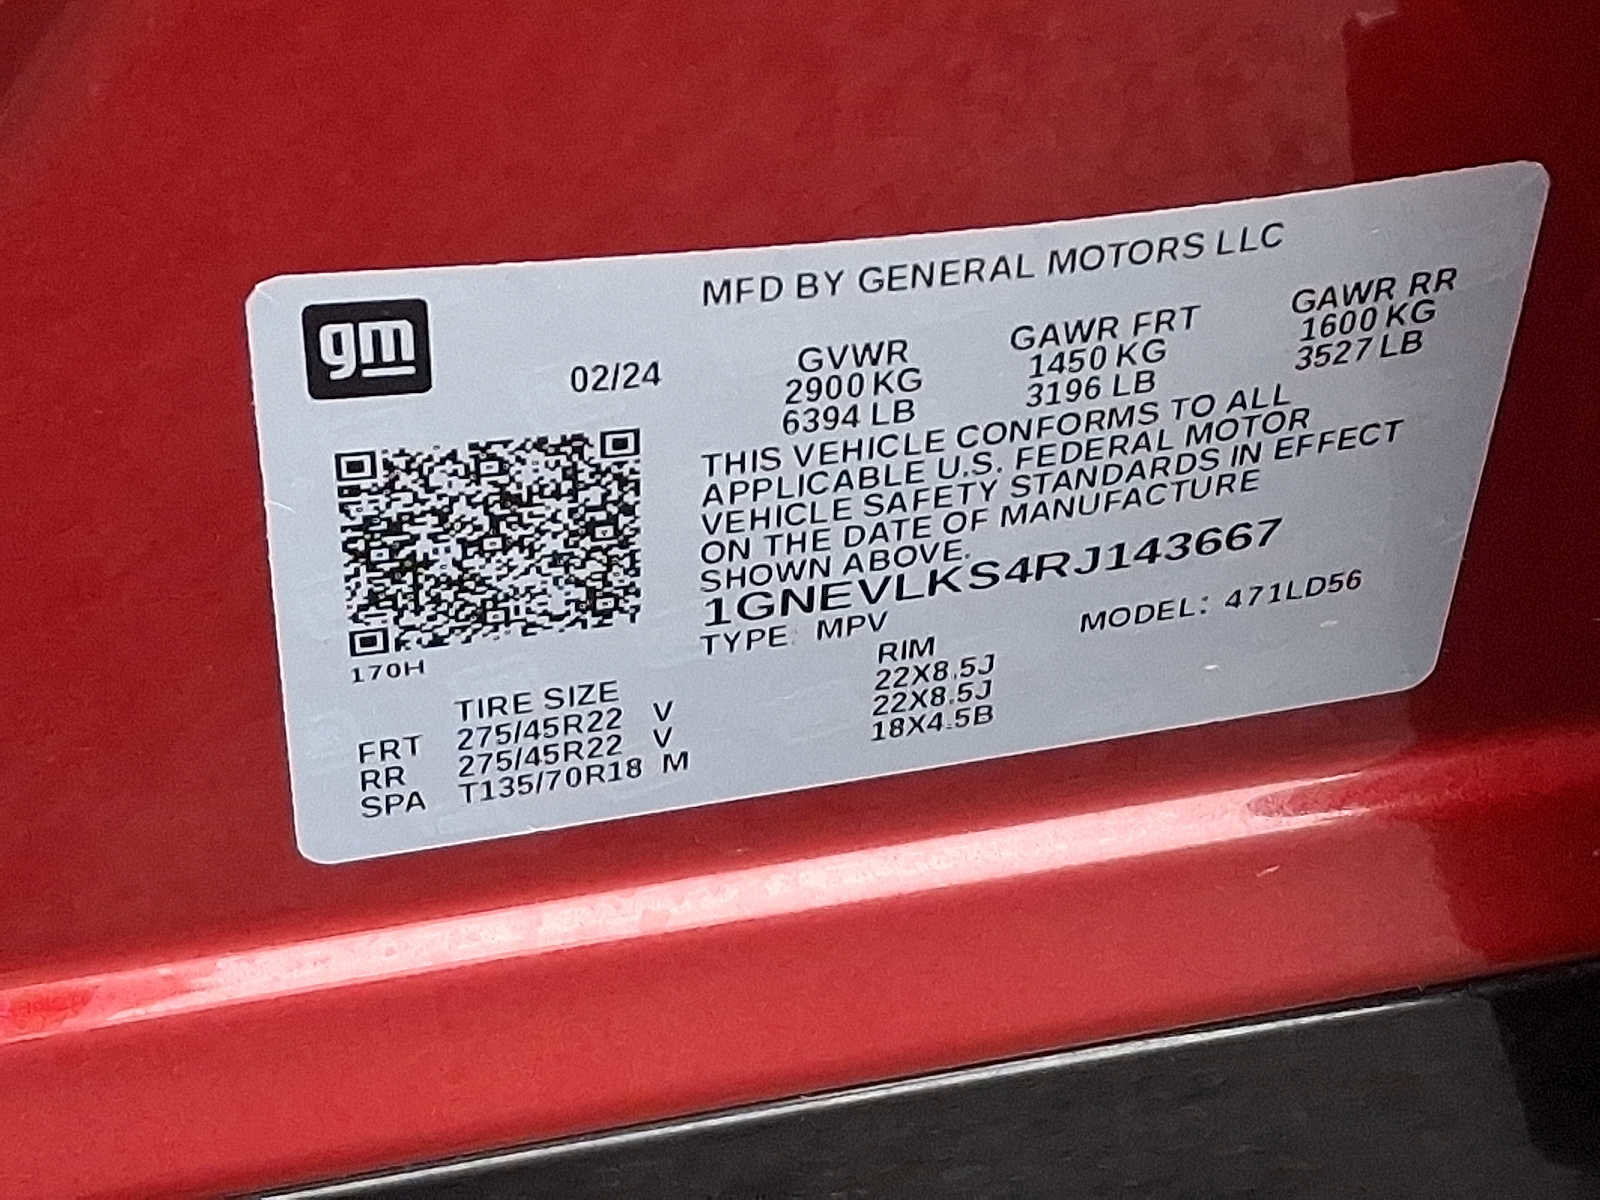 gm
MFD BY GENERAL MOTORS LLC
02/24
GVWR GAWR FRT GAWR RR
2900 KG 1450 KG 1600 KG
6394 LB 3196 LB 3527 LB
THIS VEHICLE CONFORMS TO ALL
APPLICABLE U.S. FEDERAL MOTOR
VEHICLE SAFETY STANDARDS IN EFFECT
ON THE DATE OF MANUFACTURE
SHOWN ABOVE.
1GNEVLKS4RJ143667
TYPE: MPV MODEL: 471LD56
170H
TIRE SIZE RIM
FRT 275/45R22 V 22X8.5J
RR 275/45R22 V 22X8.5J
SPA T135/70R18 M 18X4.5B